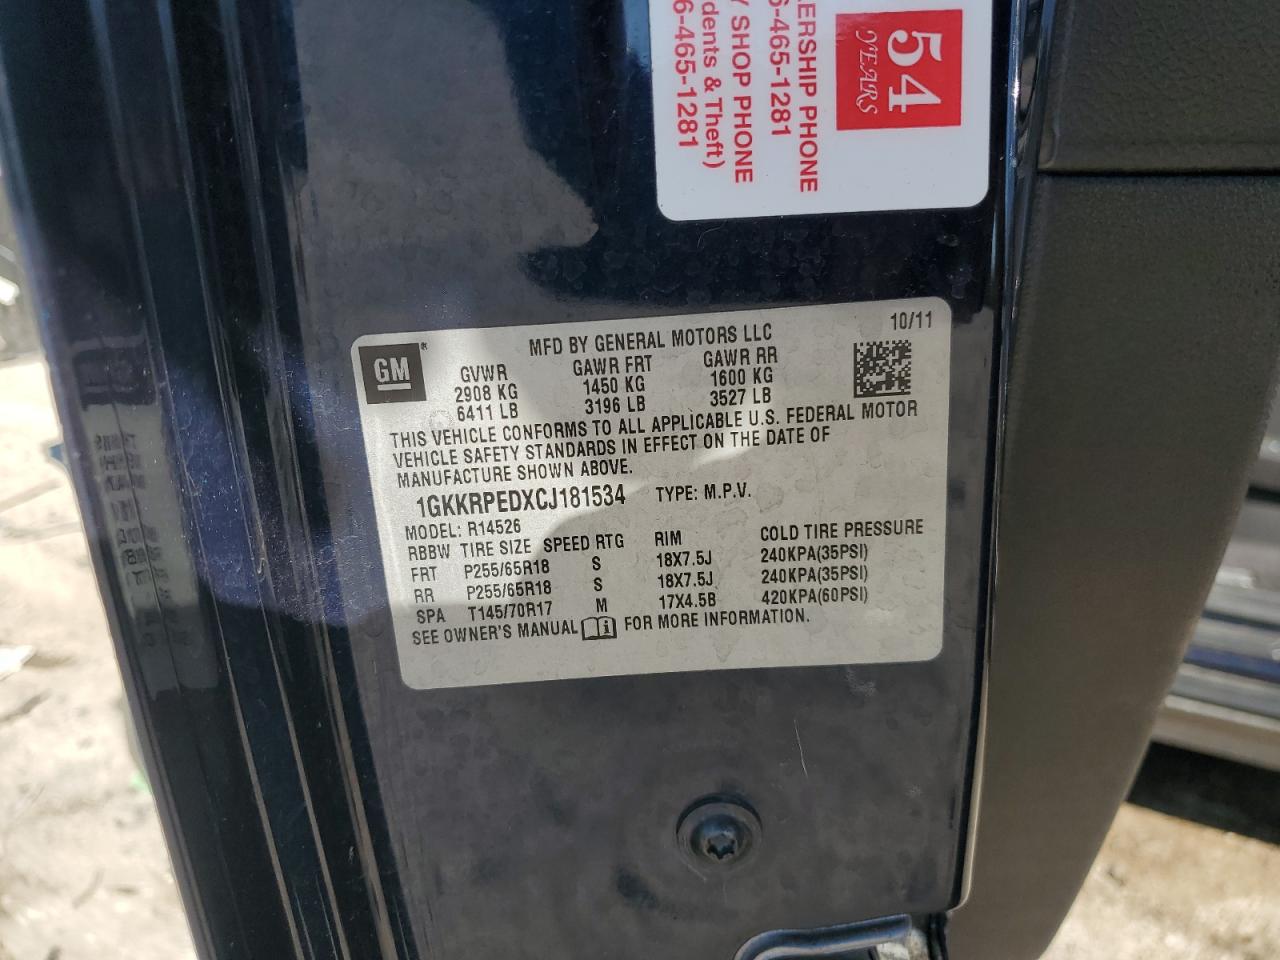 54
YEARS
ERSHIP PHONE
6-465-1281
SHOP PHONE
dents & Theft)
6-465-1281
10/11
GM
MFD BY GENERAL MOTORS LLC
GVWR GAWR FRT GAWR RR
2908 KG 1450 KG 1600 KG
6411 LB 3196 LB 3527 LB
THIS VEHICLE CONFORMS TO ALL APPLICABLE U.S. FEDERAL MOTOR
VEHICLE SAFETY STANDARDS IN EFFECT ON THE DATE OF
MANUFACTURE SHOWN ABOVE.
1GKKRPEDXCJ181534 TYPE: M.P.V.
MODEL: R14526
RBBW TIRE SIZE SPEED RTG RIM COLD TIRE PRESSURE
FRT P255/65R18 S 18X7.5J 240KPA(35PSI)
RR P255/65R18 S 18X7.5J 240KPA(35PSI)
SPA T145/70R17 M 17X4.5B 420KPA(60PSI)
SEE OWNER'S MANUAL FOR MORE INFORMATION.